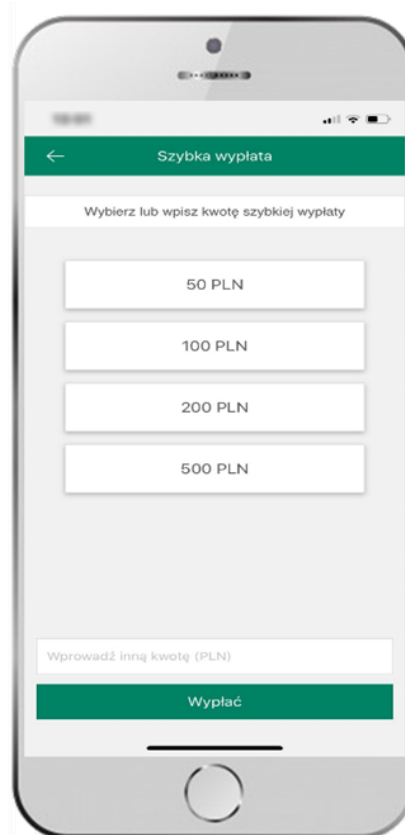 Szybka wypłata
Wybierz lub wpisz kwotę szybkiej wypłaty
50 PLN
100 PLN
200 PLN
500 PLN
Wprowadź inną kwotę (PLN)
Wypłać